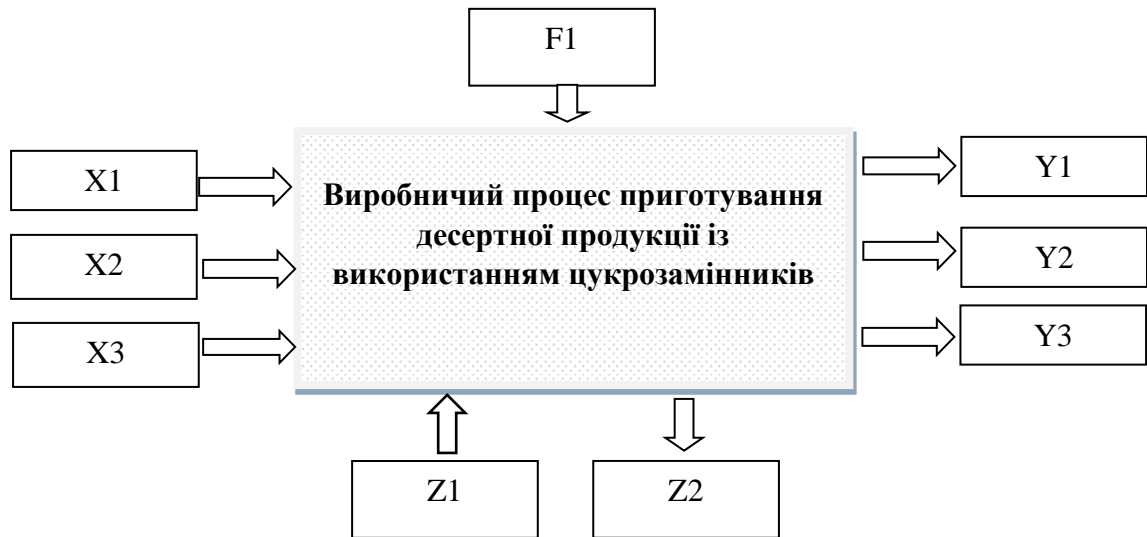 F1
X1
X2
X3
Виробничий процес приготування
десертної продукції із
використанням цукрозамінників
Y1
Y2
Y3
Z1
Z2